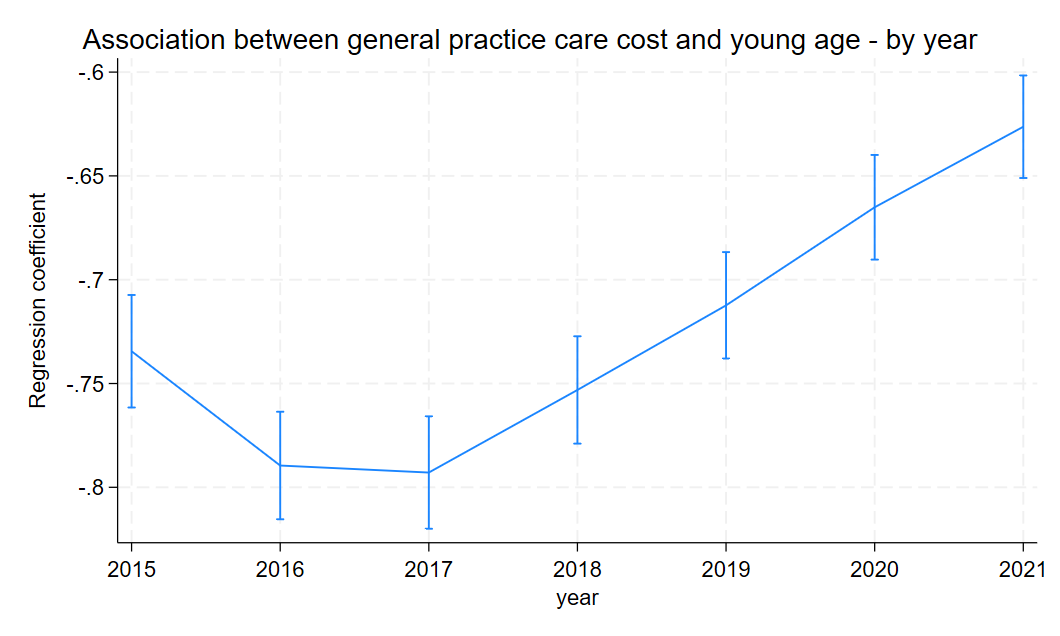 Association between general practice care cost and young age - by year
-.6
-.65
-.7
-.75
-.8
Regression coefficient
2015 2016 2017 2018 2019 2020 2021
year